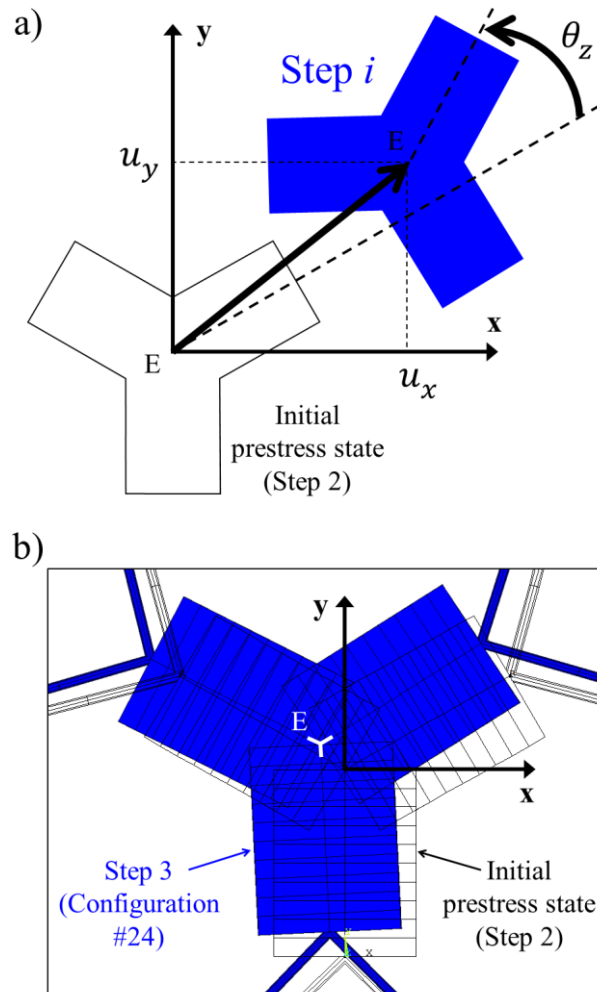 a)
y
θz
Step i
E
uy
x
E
ux
Initial
prestress state
(Step 2)
b)
y
E
x
Step 3
(Configuration
#24)
Initial
prestress state
(Step 2)
x